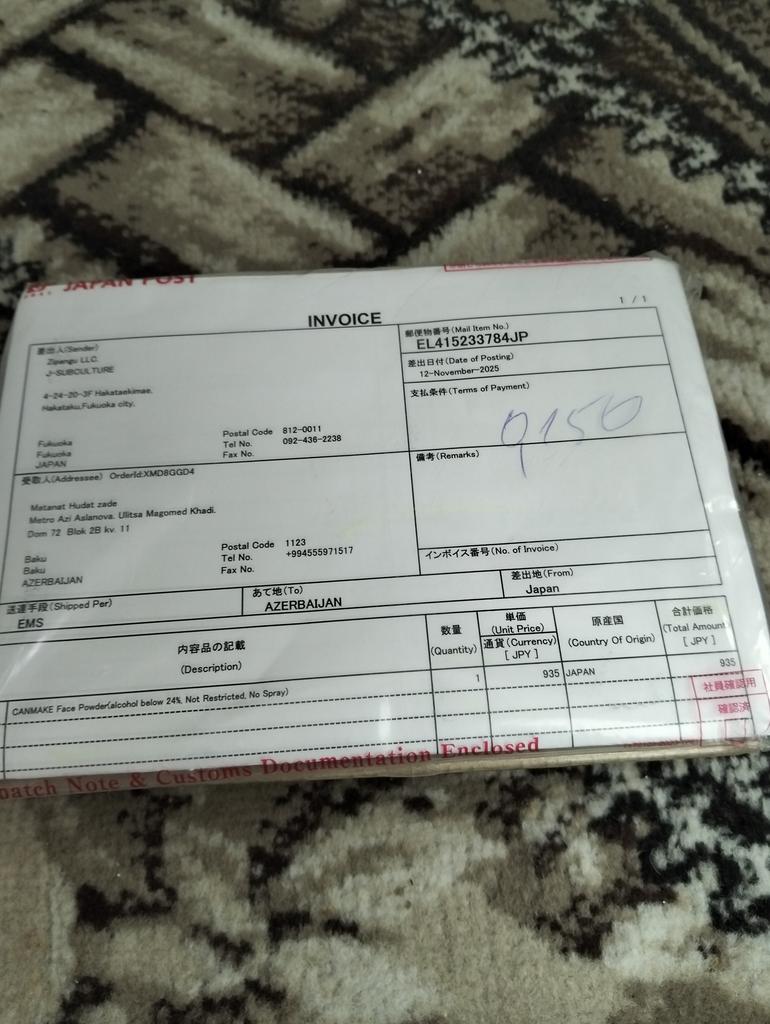 JAPAN POST
1 / 1
INVOICE
差出人(Sender)
Zipangu LLC.
J-SUBCULTURE
4-24-20-3F Hakataekimae,
Hakataku,Fukuoka city,
Fukuoka
Fukuoka
JAPAN
Postal Code 812-0011
Tel No. 092-436-2238
Fax No.
郵便物番号(Mail Item No.)
EL415233784JP
差出日付(Date of Posting)
12-November-2025
支払条件(Terms of Payment)
9150
備考(Remarks)
受取人(Addressee) OrderId:XMD8GGD4
Matanat Hudat zade
Metro Azi Aslanova. Ulitsa Magomed Khadi.
Dom 72 Blok 2B kv. 11
Baku
Baku
AZERBAIJAN
Postal Code 1123
Tel No. +994555971517
Fax No.
インボイス番号(No. of Invoice)
送達手段(Shipped Per)
EMS
あて地(To)
AZERBAIJAN
差出地(From)
Japan
内容品の記載
(Description)
数量
(Quantity)
単価
(Unit Price)
通貨(Currency)
[ JPY ]
原産国
(Country Of Origin)
合計価格
(Total Amount)
[ JPY ]
CANMAKE Face Powder(alcohol below 24%, Not Restricted, No Spray) 1 935 JAPAN 935
社員確認用
確認済
patch Note & Customs Documentation Enclosed